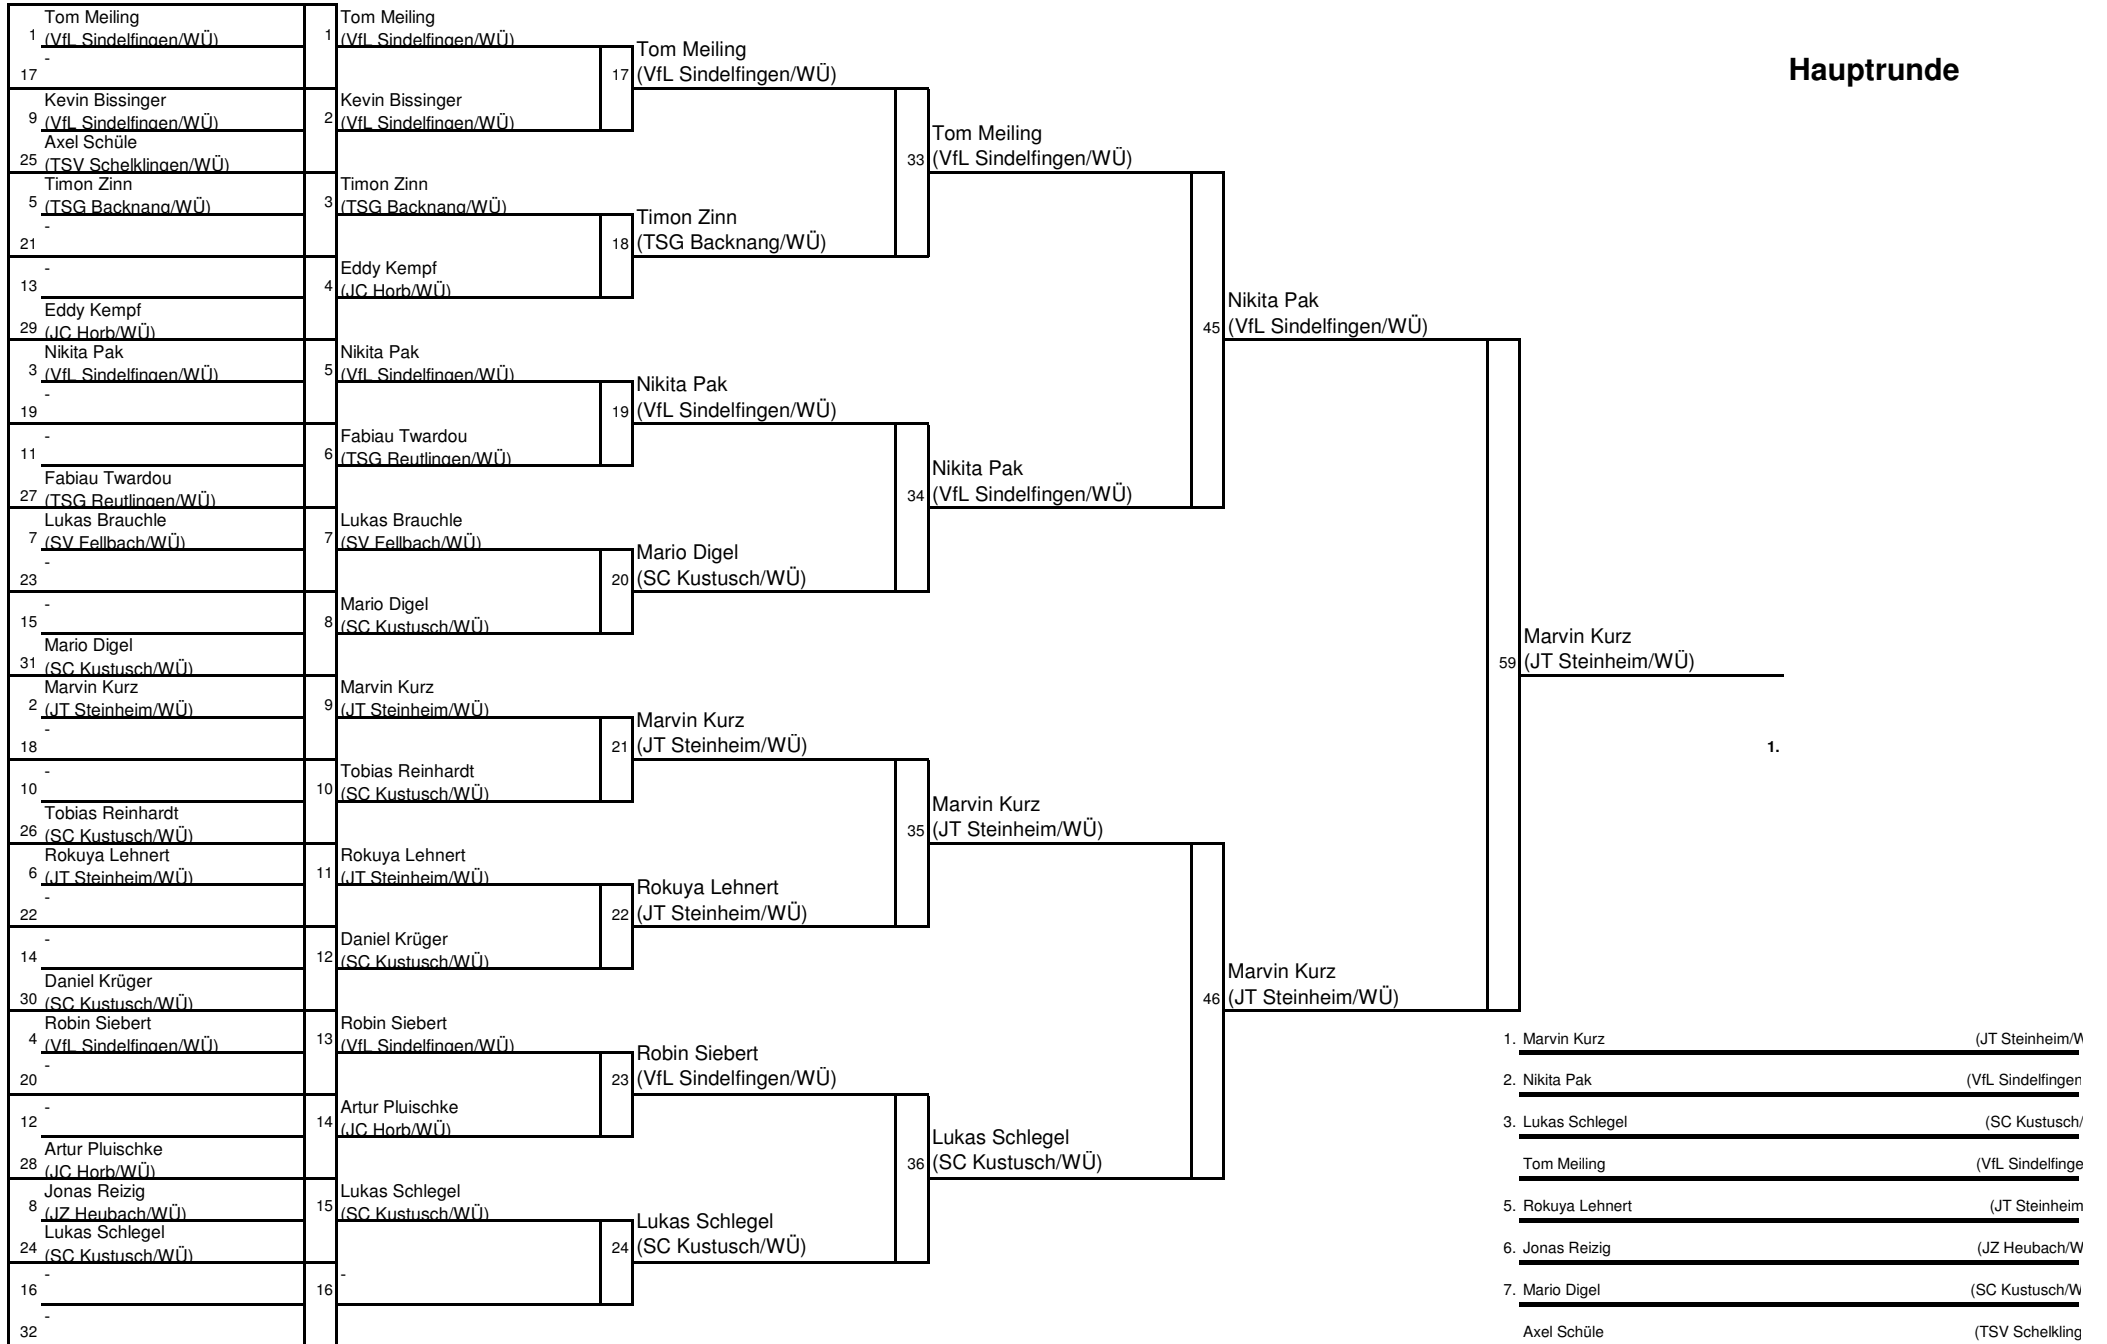 Hauptrunde
1 Tom Meiling
(VfL Sindelfingen/WÜ)
17 -
9 Kevin Bissinger
(VfL Sindelfingen/WÜ)
25 Axel Schüle
(TSV Schelklingen/WÜ)
5 Timon Zinn
(TSG Backnang/WÜ)
21 -
13 -
29 Eddy Kempf
(JC Horb/WÜ)
3 Nikita Pak
(VfL Sindelfingen/WÜ)
19 -
11 -
27 Fabiau Twardou
(TSG Reutlingen/WÜ)
7 Lukas Brauchle
(SV Fellbach/WÜ)
23 -
15 -
31 Mario Digel
(SC Kustusch/WÜ)
2 Marvin Kurz
(JT Steinheim/WÜ)
18 -
10 -
26 Tobias Reinhardt
(SC Kustusch/WÜ)
6 Rokuya Lehnert
(JT Steinheim/WÜ)
22 -
14 -
30 Daniel Krüger
(SC Kustusch/WÜ)
4 Robin Siebert
(VfL Sindelfingen/WÜ)
20 -
12 -
28 Artur Pluischke
(JC Horb/WÜ)
8 Jonas Reizig
(JZ Heubach/WÜ)
24 Lukas Schlegel
(SC Kustusch/WÜ)
16 -
32 -
1 Tom Meiling
(VfL Sindelfingen/WÜ)
2 Kevin Bissinger
(VfL Sindelfingen/WÜ)
3 Timon Zinn
(TSG Backnang/WÜ)
4 Eddy Kempf
(JC Horb/WÜ)
5 Nikita Pak
(VfL Sindelfingen/WÜ)
6 Fabiau Twardou
(TSG Reutlingen/WÜ)
7 Lukas Brauchle
(SV Fellbach/WÜ)
8 Mario Digel
(SC Kustusch/WÜ)
9 Marvin Kurz
(JT Steinheim/WÜ)
10 Tobias Reinhardt
(SC Kustusch/WÜ)
11 Rokuya Lehnert
(JT Steinheim/WÜ)
12 Daniel Krüger
(SC Kustusch/WÜ)
13 Robin Siebert
(VfL Sindelfingen/WÜ)
14 Artur Pluischke
(JC Horb/WÜ)
15 Lukas Schlegel
(SC Kustusch/WÜ)
16 -
17 Tom Meiling
(VfL Sindelfingen/WÜ)
18 Timon Zinn
(TSG Backnang/WÜ)
19 Nikita Pak
(VfL Sindelfingen/WÜ)
20 Mario Digel
(SC Kustusch/WÜ)
21 Marvin Kurz
(JT Steinheim/WÜ)
22 Rokuya Lehnert
(JT Steinheim/WÜ)
23 Robin Siebert
(VfL Sindelfingen/WÜ)
24 Lukas Schlegel
(SC Kustusch/WÜ)
33 Tom Meiling
(VfL Sindelfingen/WÜ)
34 Nikita Pak
(VfL Sindelfingen/WÜ)
35 Marvin Kurz
(JT Steinheim/WÜ)
36 Lukas Schlegel
(SC Kustusch/WÜ)
45 Nikita Pak
(VfL Sindelfingen/WÜ)
46 Marvin Kurz
(JT Steinheim/WÜ)
59 Marvin Kurz
(JT Steinheim/WÜ)
1.
1. Marvin Kurz (JT Steinheim/W
2. Nikita Pak (VfL Sindelfingen
3. Lukas Schlegel (SC Kustusch/
Tom Meiling (VfL Sindelfinge
5. Rokuya Lehnert (JT Steinheim
6. Jonas Reizig (JZ Heubach/W
7. Mario Digel (SC Kustusch/W
Axel Schüle (TSV Schelkling